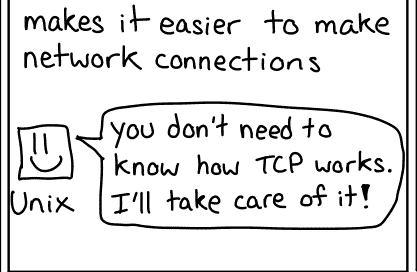 makes it easier to make
network connections
you don't need to
know how TCP works.
I'll take care of it!
Unix